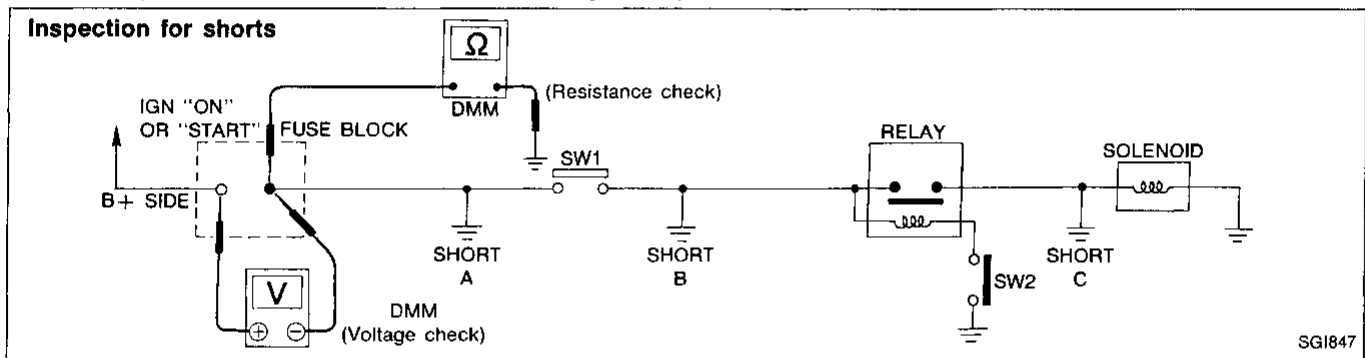 Inspection for shorts
Ω
DMM
(Resistance check)
IGN "ON"
OR "START"
FUSE BLOCK
B+ SIDE
SW1
RELAY
SOLENOID
SHORT
A
SHORT
B
SHORT
C
SW2
V
+ -
DMM
(Voltage check)
SGI847